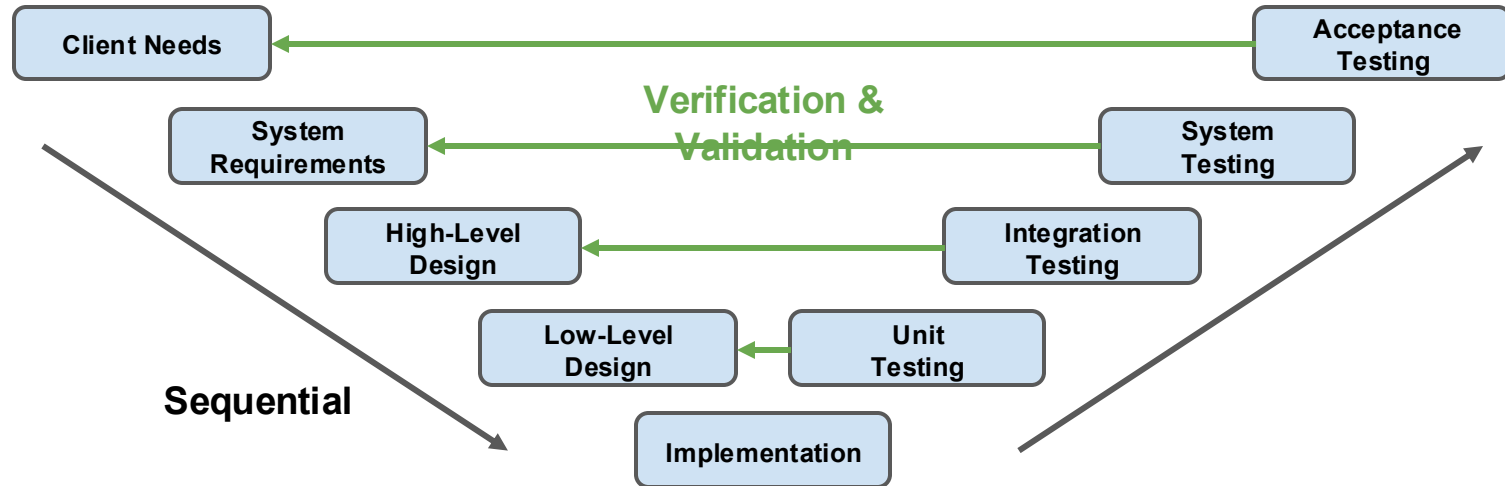 Client Needs
Acceptance
Testing
Verification &
Validation
System
Requirements
System
Testing
High-Level
Design
Integration
Testing
Low-Level
Design
Unit
Testing
Sequential
Implementation